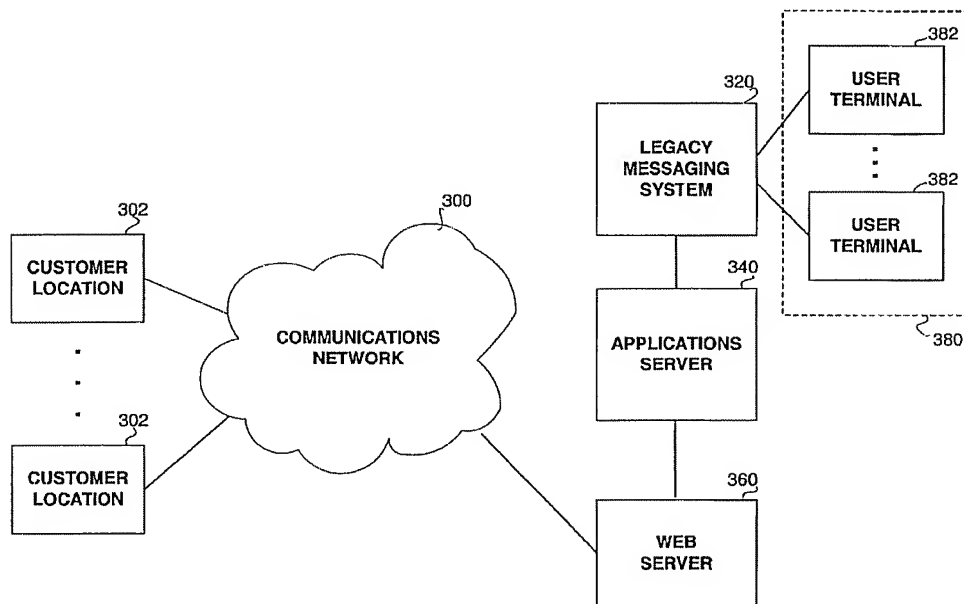 382
USER
TERMINAL
320
LEGACY
MESSAGING
SYSTEM
382
USER
TERMINAL
300
302
CUSTOMER
LOCATION
COMMUNICATIONS
NETWORK
340
APPLICATIONS
SERVER
380
302
CUSTOMER
LOCATION
360
WEB
SERVER